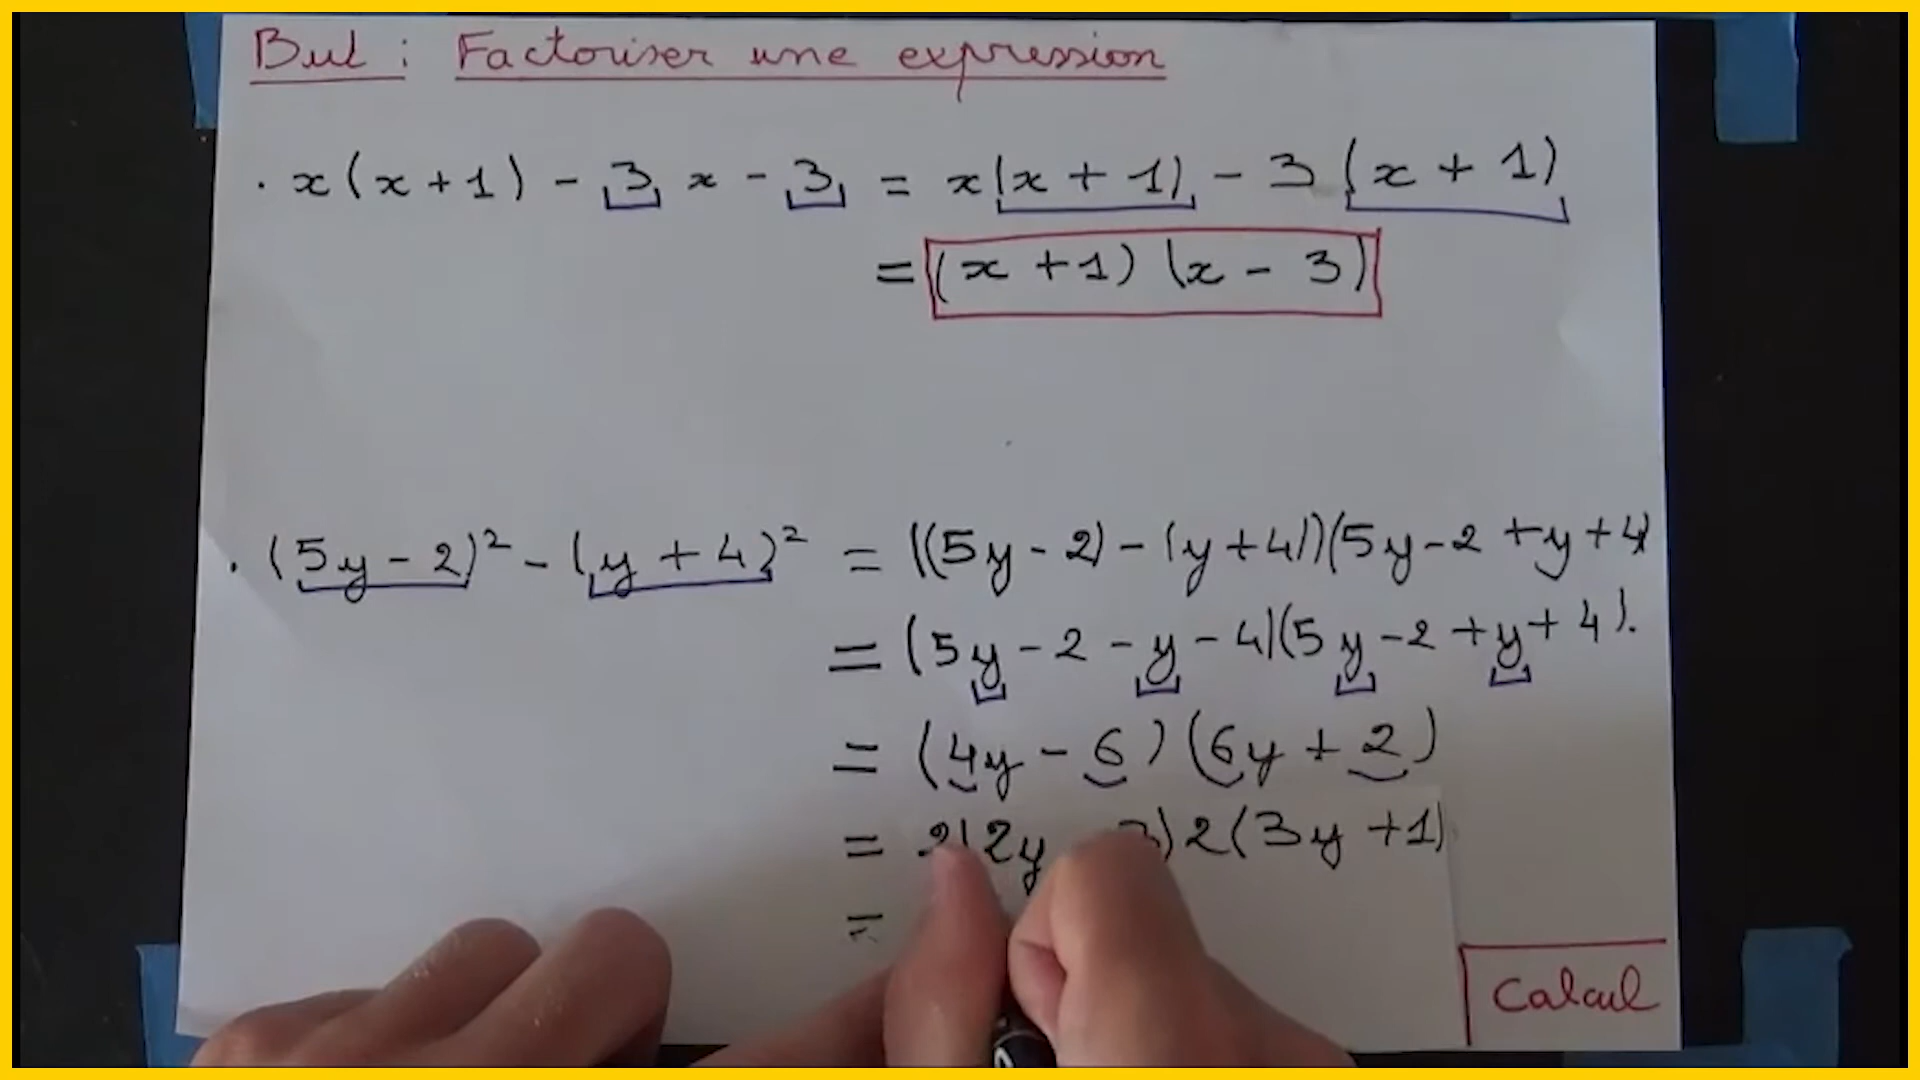 But : Factoriser une expression
. x(x+1) - 3 x - 3 = x(x + 1) - 3 (x + 1)
= (x + 1) (x - 3)
. (5y - 2)² - (y + 4)² = ((5y - 2) - (y + 4))(5y - 2 + y + 4)
= (5y - 2 - y - 4)(5y - 2 + y + 4).
= (4y - 6) (6y + 2)
= 2(2y 3)2(3y + 1)
=
Calcul